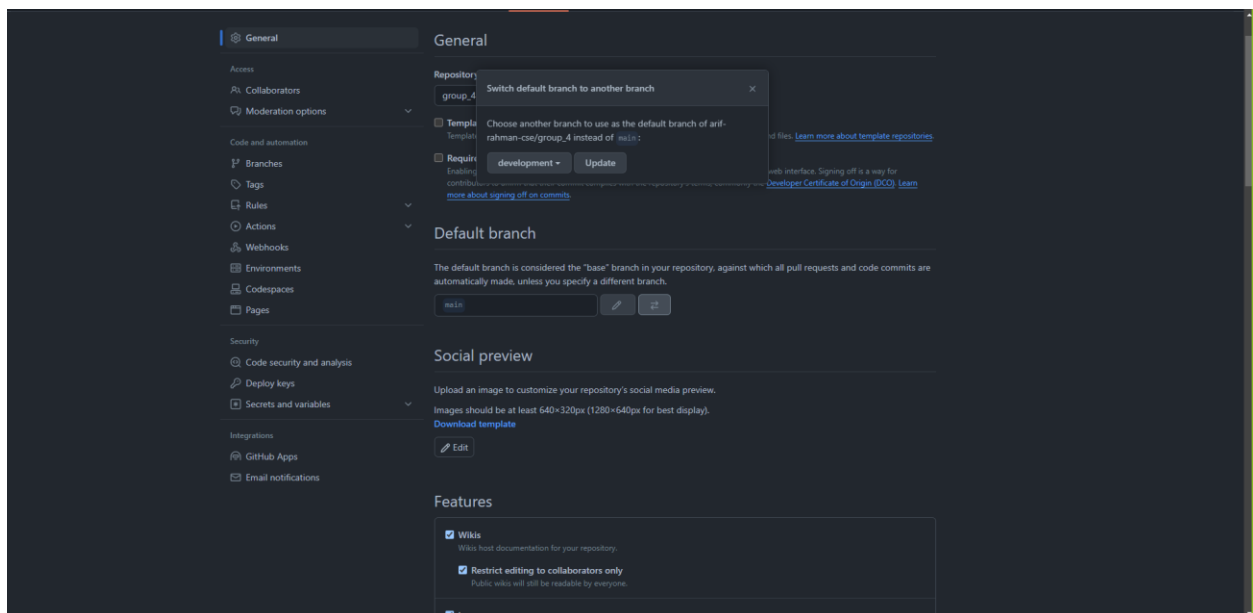 General
Access
Collaborators
Moderation options
Code and automation
Branches
Tags
Rules
Actions
Webhooks
Environments
Codespaces
Pages
Security
Code security and analysis
Deploy keys
Secrets and variables
Integrations
GitHub Apps
Email notifications
General
Repository
group_4
Switch default branch to another branch
Choose another branch to use as the default branch of arif-
rahman-cse/group_4 instead of main:
development
Update
Templa
Templat
d files. Learn more about template repositories.
Require
Enabling
web interface. Signing off is a way for
Developer Certificate of Origin (DCO). Learn
more about signing off on commits.
Default branch
The default branch is considered the "base" branch in your repository, against which all pull requests and code commits are
automatically made, unless you specify a different branch.
main
Social preview
Upload an image to customize your repository's social media preview.
Images should be at least 640×320px (1280×640px for best display).
Download template
Edit
Features
Wikis
Wikis host documentation for your repository.
Restrict editing to collaborators only
Public wikis will still be readable by everyone.